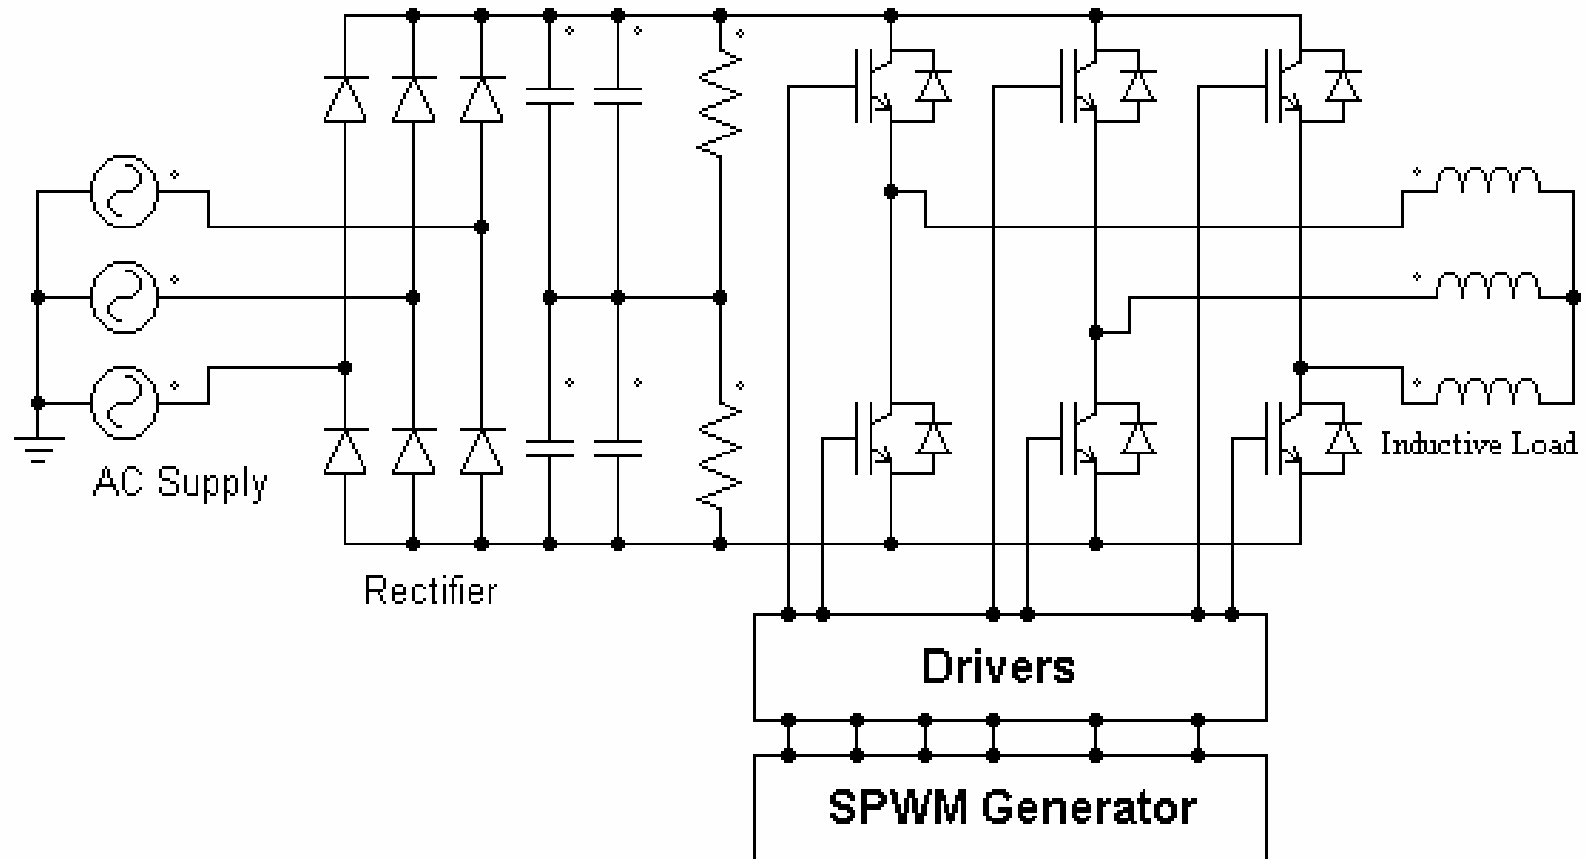 Inductive Load
AC Supply
Rectifier
Drivers
SPWM Generator